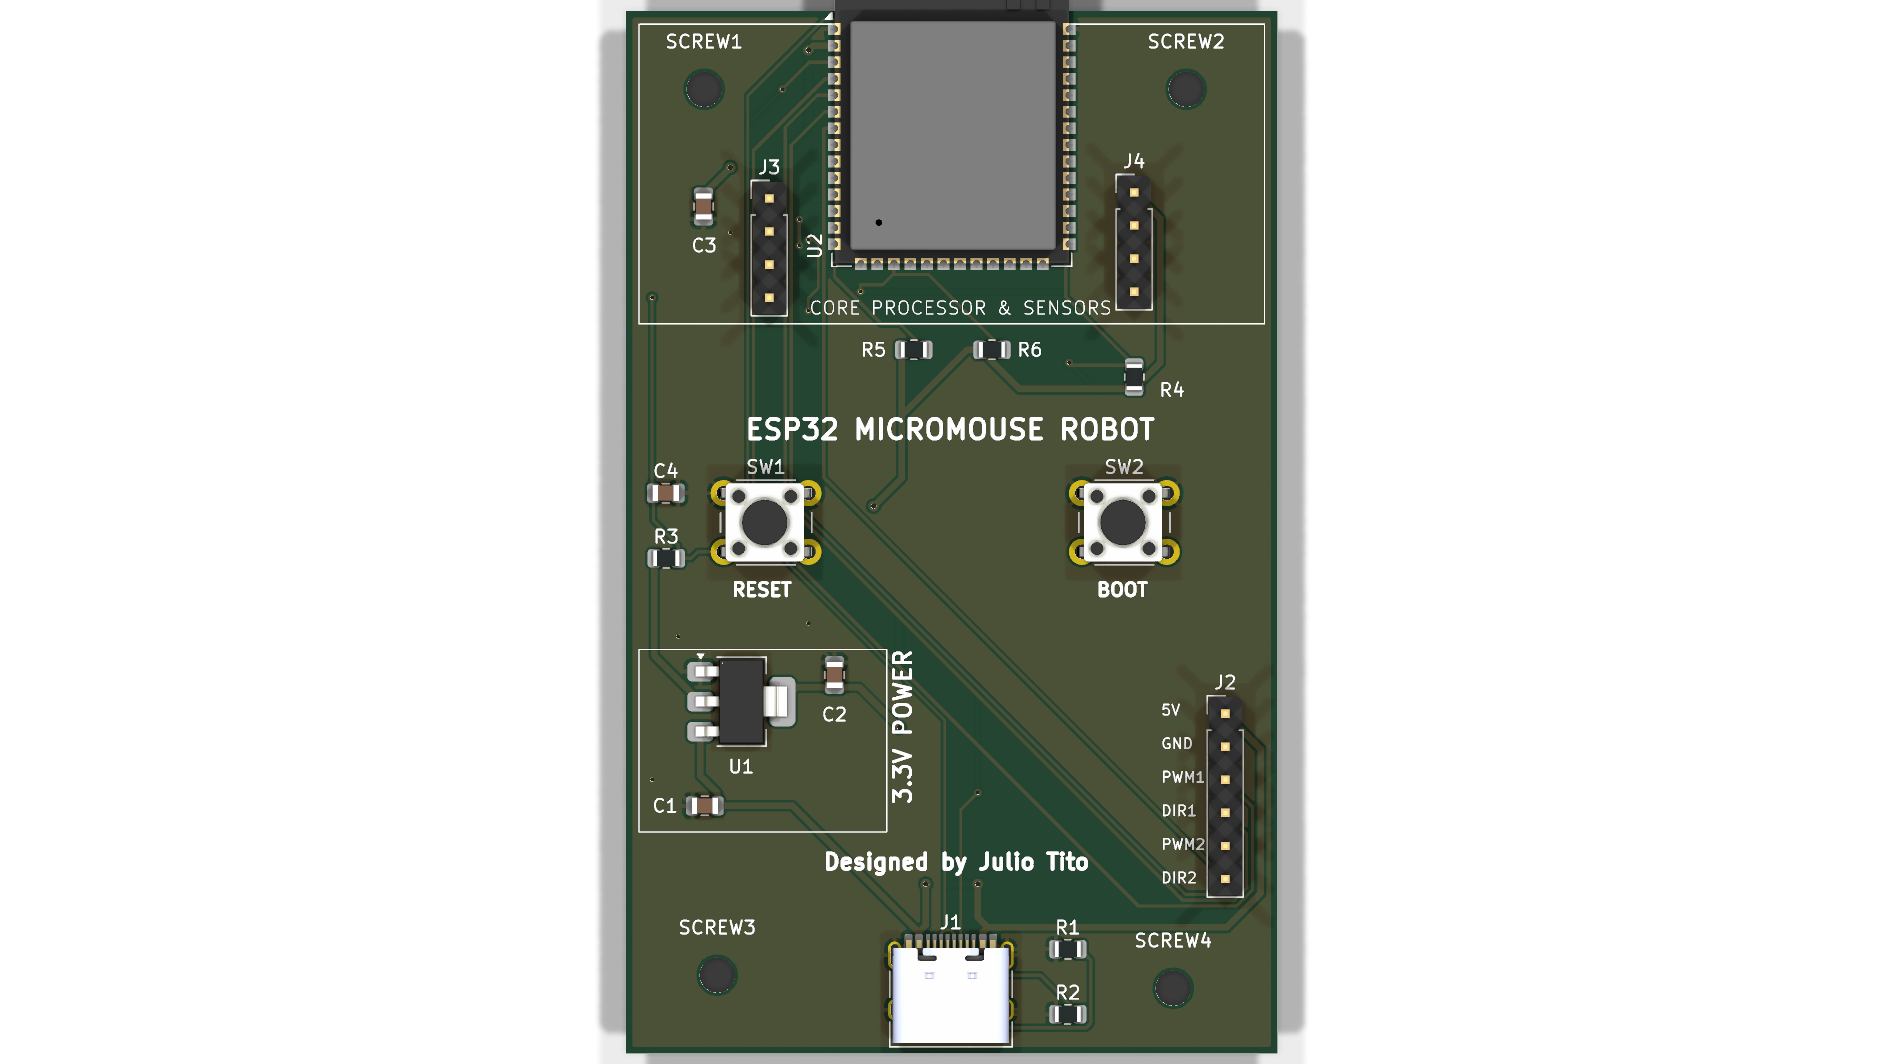 SCREW1
SCREW2
J3
J4
C3
U2
CORE PROCESSOR & SENSORS
R5
R6
R4
ESP32 MICROMOUSE ROBOT
C4
SW1
SW2
R3
RESET
BOOT
3.3V POWER
C2
U1
C1
J2
5V
GND
PWM1
DIR1
PWM2
DIR2
Designed by Julio Tito
SCREW3
J1
R1
SCREW4
R2